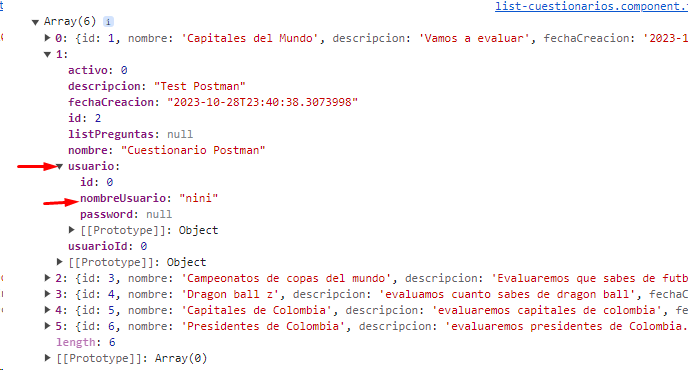 list-cuestionarios.component.
Array(6) i
0: {id: 1, nombre: 'Capitales del Mundo', descripcion: 'Vamos a evaluar', fechaCreacion: '2023-1
1:
activo: 0
descripcion: "Test Postman"
fechaCreacion: "2023-10-28T23:40:38.3073998"
id: 2
listPreguntas: null
nombre: "Cuestionario Postman"
usuario:
id: 0
nombreUsuario: "nini"
password: null
[[Prototype]]: Object
usuarioId: 0
[[Prototype]]: Object
2: {id: 3, nombre: 'Campeonatos de copas del mundo', descripcion: 'Evaluaremos que sabes de futb
3: {id: 4, nombre: 'Dragon ball z', descripcion: 'evaluamos cuanto sabes de dragon ball', fechaC
4: {id: 5, nombre: 'Capitales de Colombia', descripcion: 'evaluaremos capitales de colombia', fe
5: {id: 6, nombre: 'Presidentes de Colombia', descripcion: 'evaluaremos presidentes de Colombia.
length: 6
[[Prototype]]: Array(0)